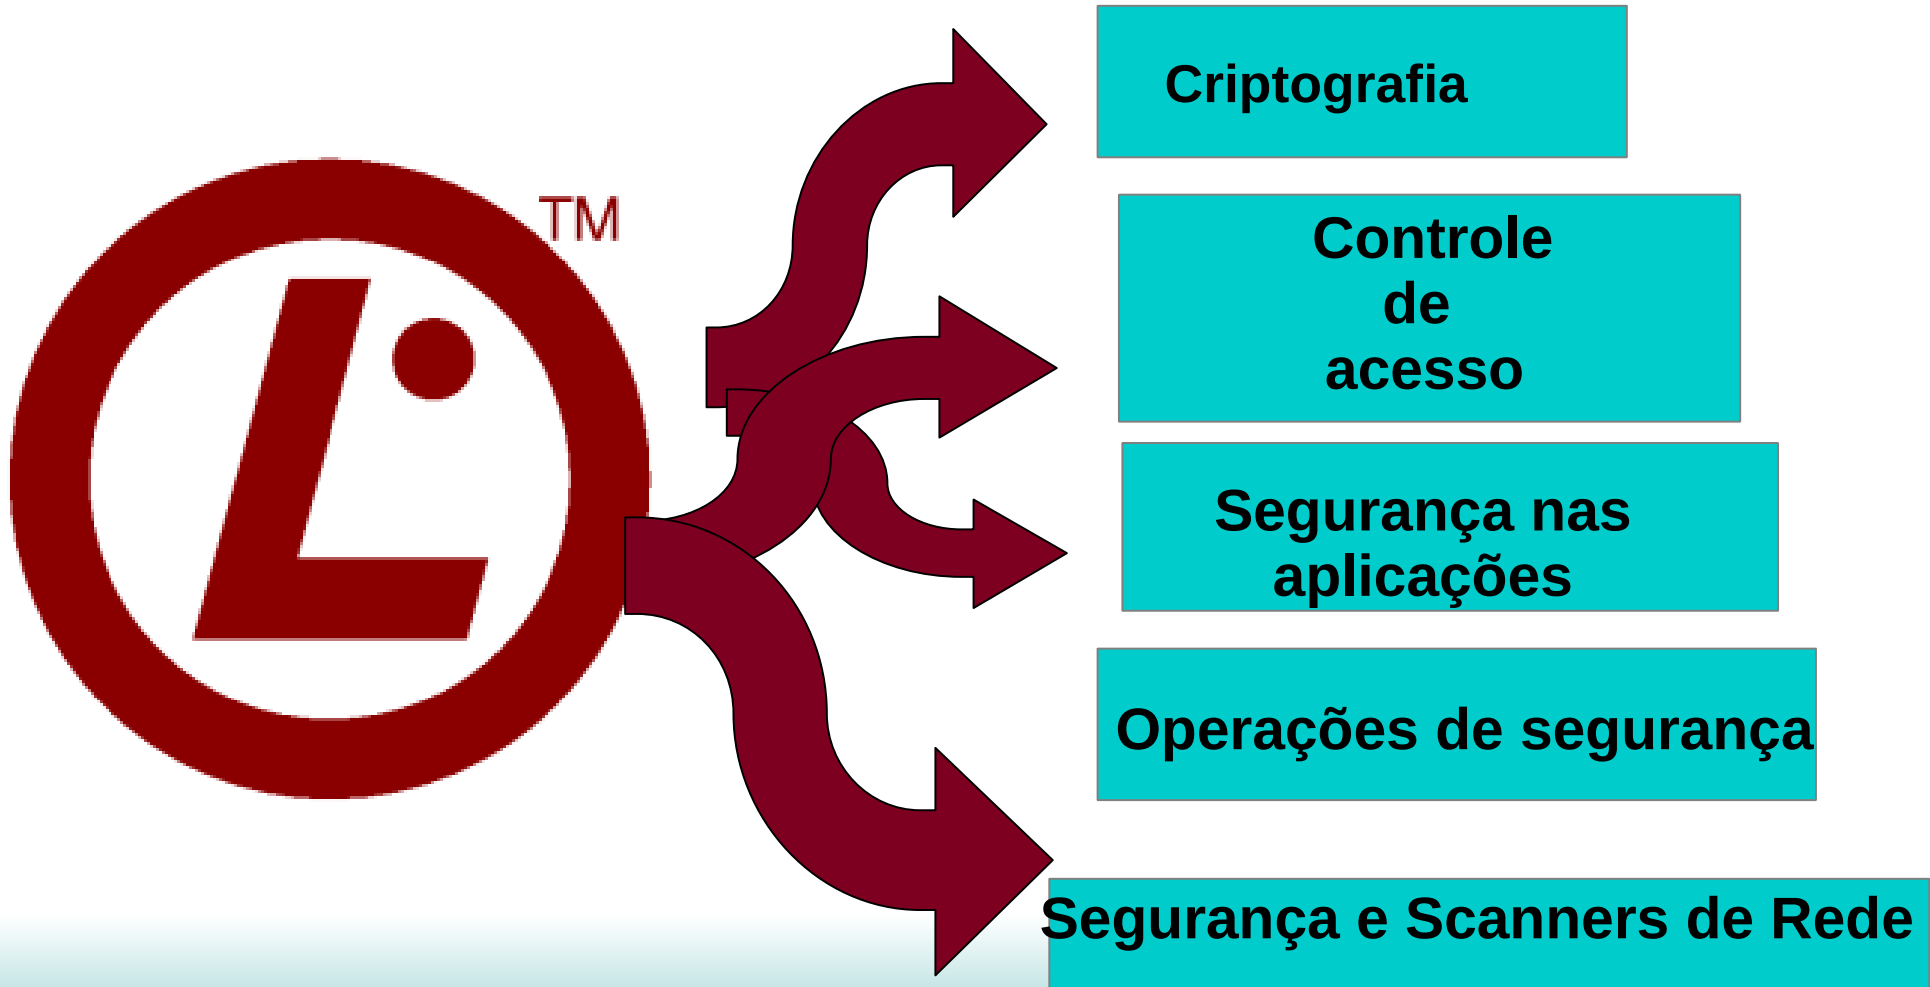 TM
Criptografia
Controle
de
acesso
Segurança nas
aplicações
Operações de segurança
Segurança e Scanners de Rede